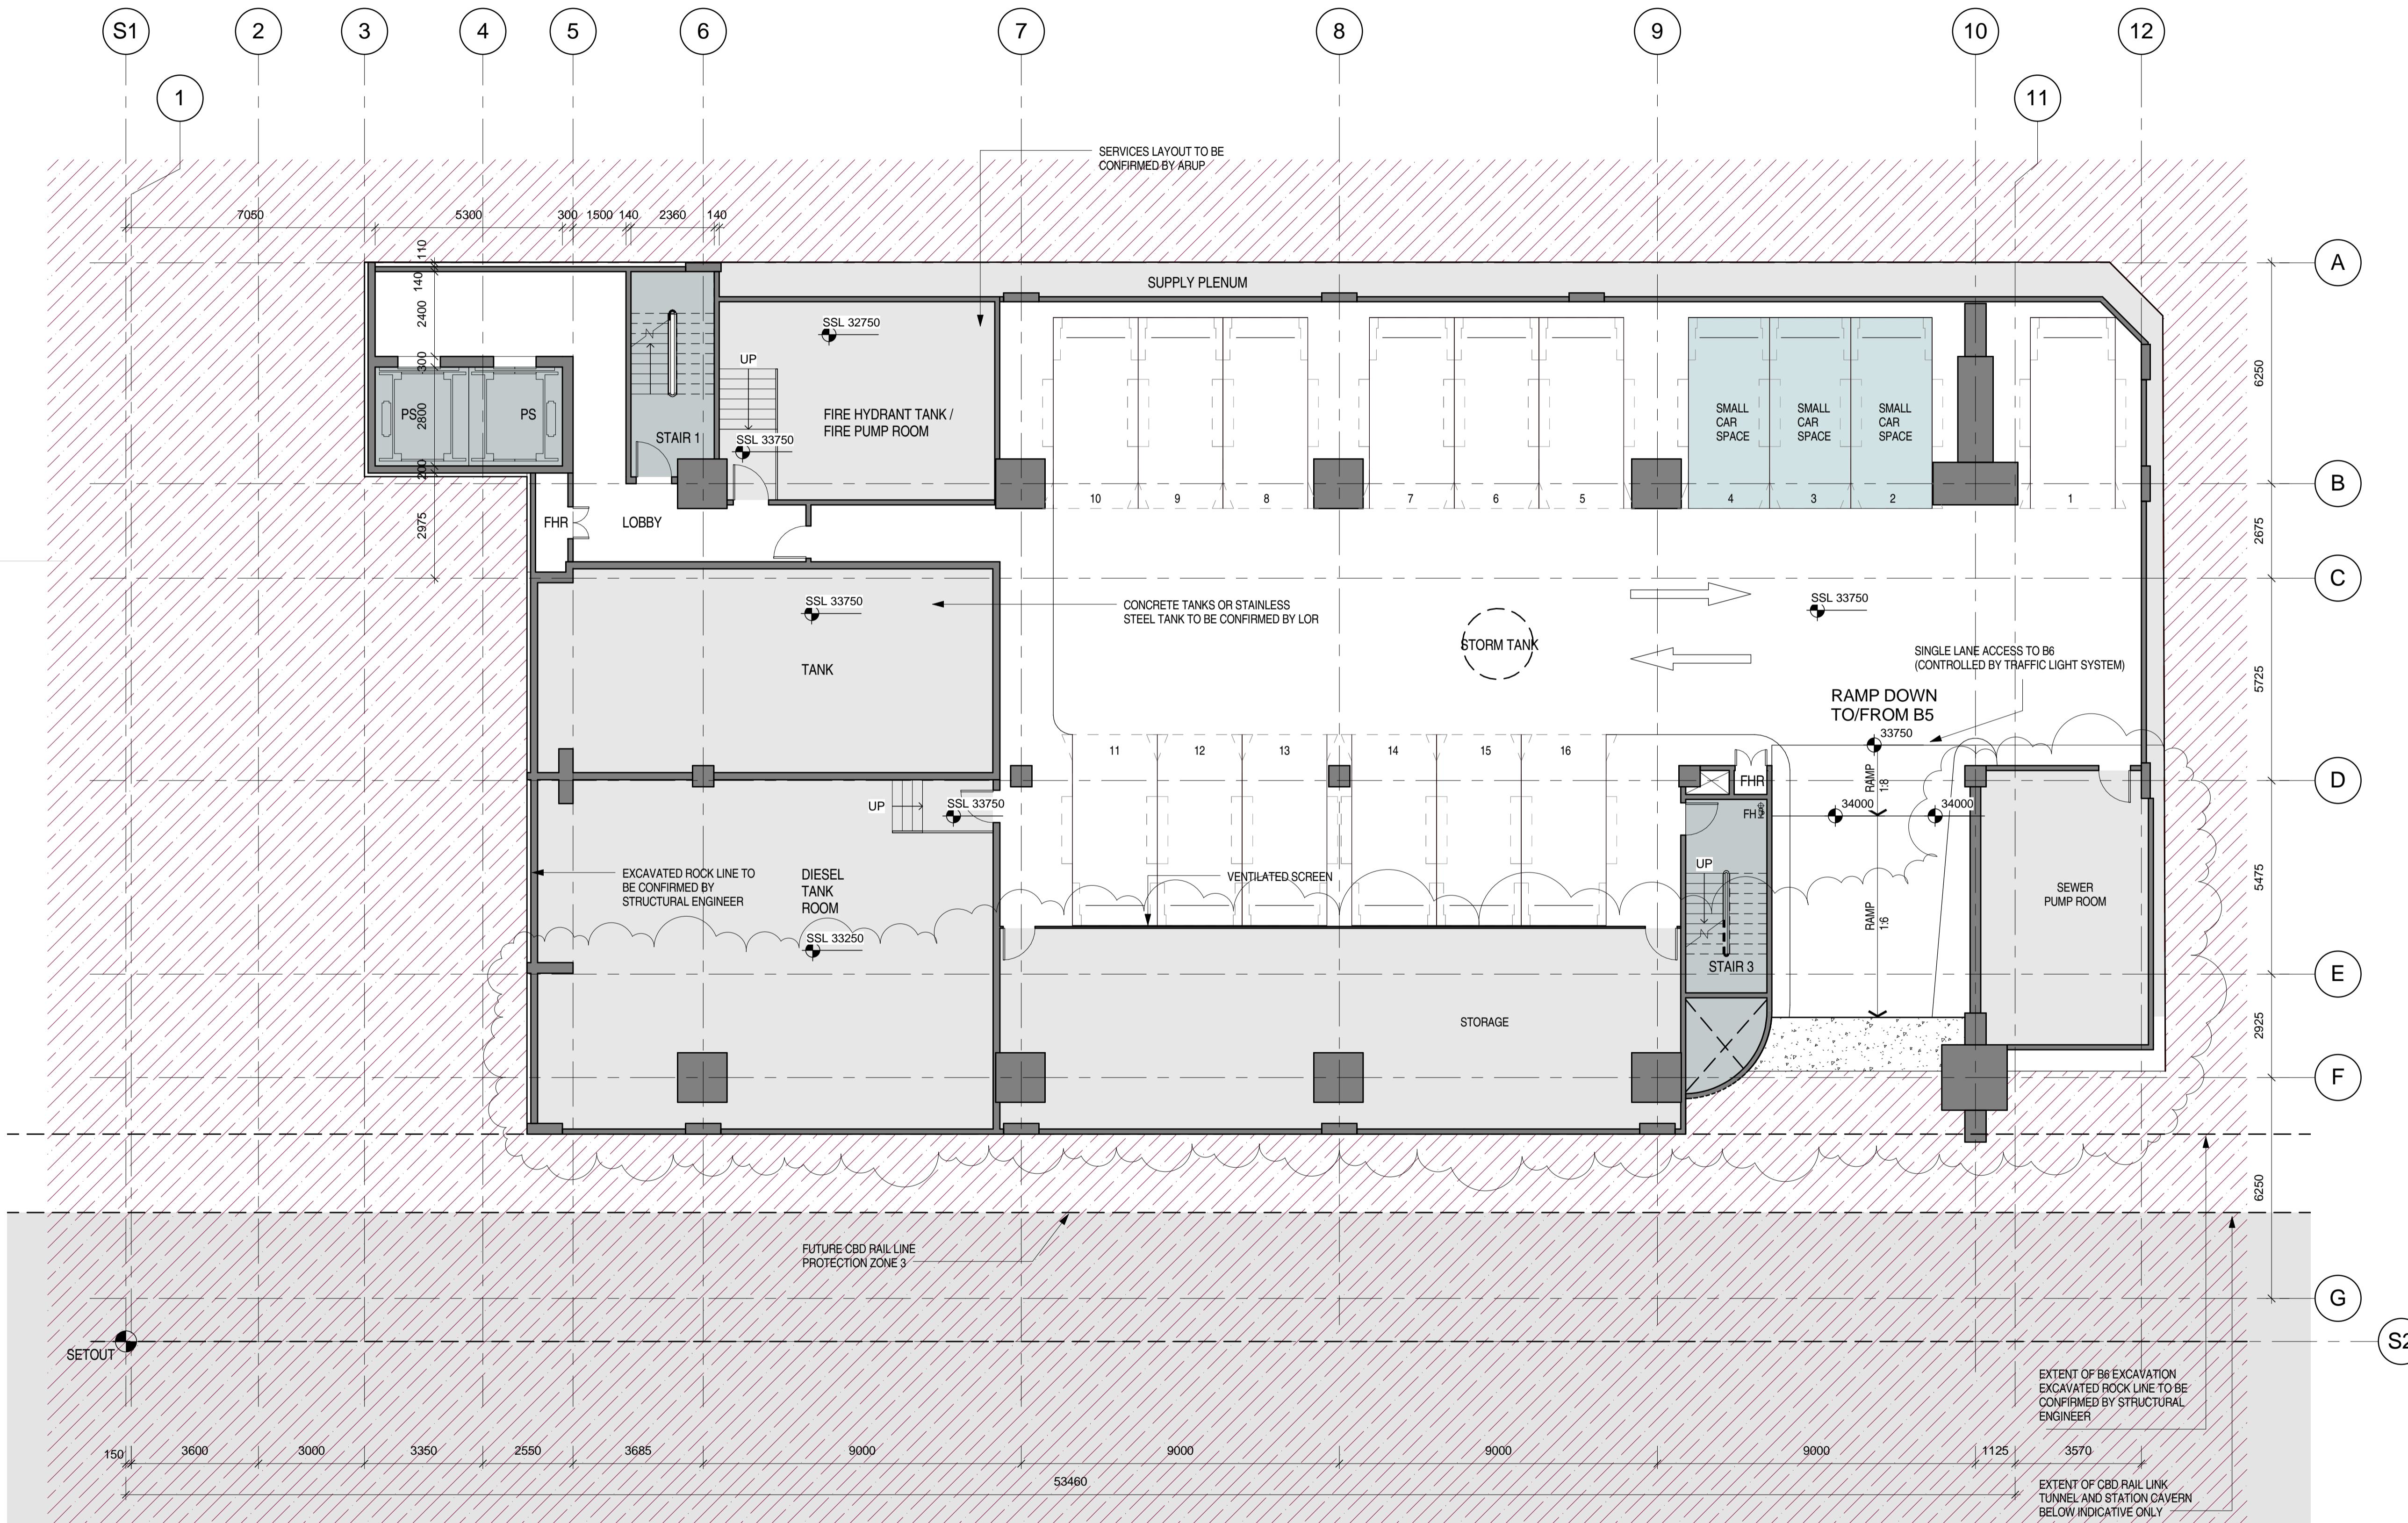 S1
2
3
4
5
6
7
8
9
10
12
1
11
SERVICES LAYOUT TO BE
CONFIRMED BY ARUP
7050
5300
300
1500
140
2360
140
110
140
2400
300
2800
200
2975
A
SUPPLY PLENUM
SSL 32750
UP
FIRE HYDRANT TANK /
FIRE PUMP ROOM
SSL 33750
STAIR 1
PS
PS
SMALL
CAR
SPACE
SMALL
CAR
SPACE
SMALL
CAR
SPACE
6250
10
9
8
7
6
5
4
3
2
1
B
FHR
LOBBY
2675
C
SSL 33750
CONCRETE TANKS OR STAINLESS
STEEL TANK TO BE CONFIRMED BY LOR
SSL 33750
STORM TANK
TANK
SINGLE LANE ACCESS TO B6
(CONTROLLED BY TRAFFIC LIGHT SYSTEM)
5725
RAMP DOWN
TO/FROM B5
33750
11
12
13
14
15
16
D
FHR
RAMP
1:8
UP
SSL 33750
34000
34000
UP
EXCAVATED ROCK LINE TO
BE CONFIRMED BY
STRUCTURAL ENGINEER
DIESEL
TANK
ROOM
VENTILATED SCREEN
5475
SEWER
PUMP ROOM
RAMP
1:6
SSL 33250
STAIR 3
E
STORAGE
2925
F
6250
FUTURE CBD RAIL LINE
PROTECTION ZONE 3
G
SETOUT
S2
EXTENT OF B6 EXCAVATION
EXCAVATED ROCK LINE TO BE
CONFIRMED BY STRUCTURAL
ENGINEER
150
3600
3000
3350
2550
3685
9000
9000
9000
9000
1125
3570
53460
EXTENT OF CBD RAIL LINK
TUNNEL AND STATION CAVERN
BELOW INDICATIVE ONLY